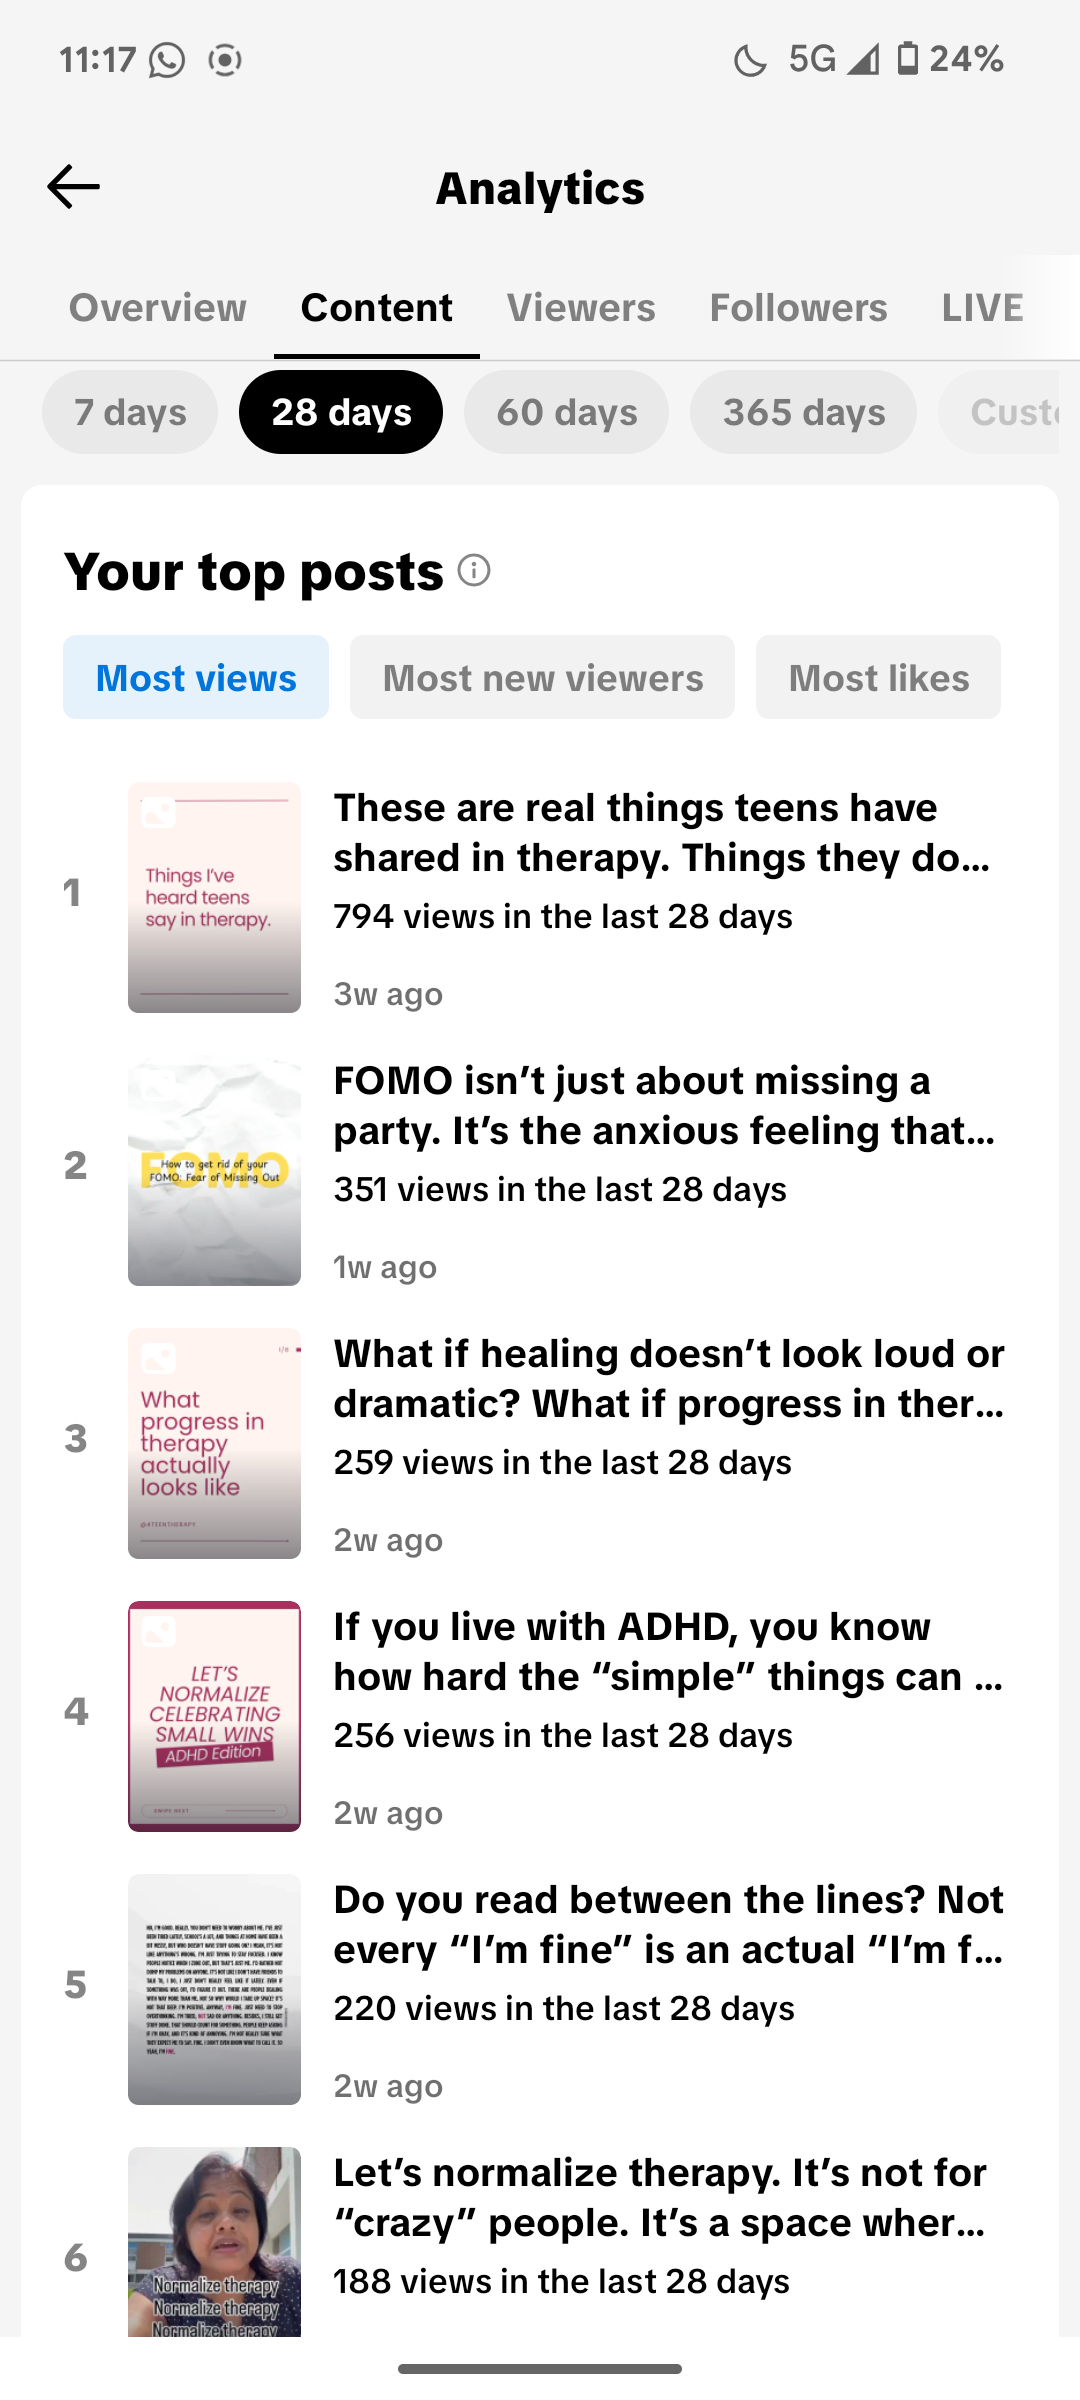 11:17
5G
24%
Analytics
Overview Content Viewers Followers LIVE
7 days 28 days 60 days 365 days Custo
Your top posts
Most views Most new viewers Most likes
1
Things I've
heard teens
say in therapy.
These are real things teens have
shared in therapy. Things they do...
794 views in the last 28 days
3w ago
2
FOMO
How to get rid of your
FOMO: Fear of Missing Out
FOMO isn't just about missing a
party. It's the anxious feeling that...
351 views in the last 28 days
1w ago
3
1/8
What
progress in
therapy
actually
looks like
@4TEENTHERAPY
What if healing doesn't look loud or
dramatic? What if progress in ther...
259 views in the last 28 days
2w ago
4
LET'S
NORMALIZE
CELEBRATING
SMALL WINS
ADHD Edition
SWIPE NEXT
If you live with ADHD, you know
how hard the “simple” things can ...
256 views in the last 28 days
2w ago
5
Do you read between the lines? Not
every “I'm fine” is an actual “I'm f...
220 views in the last 28 days
2w ago
6
Normalize therapy
Normalize therapy
Normalize therapy
Let's normalize therapy. It's not for
“crazy” people. It's a space wher...
188 views in the last 28 days